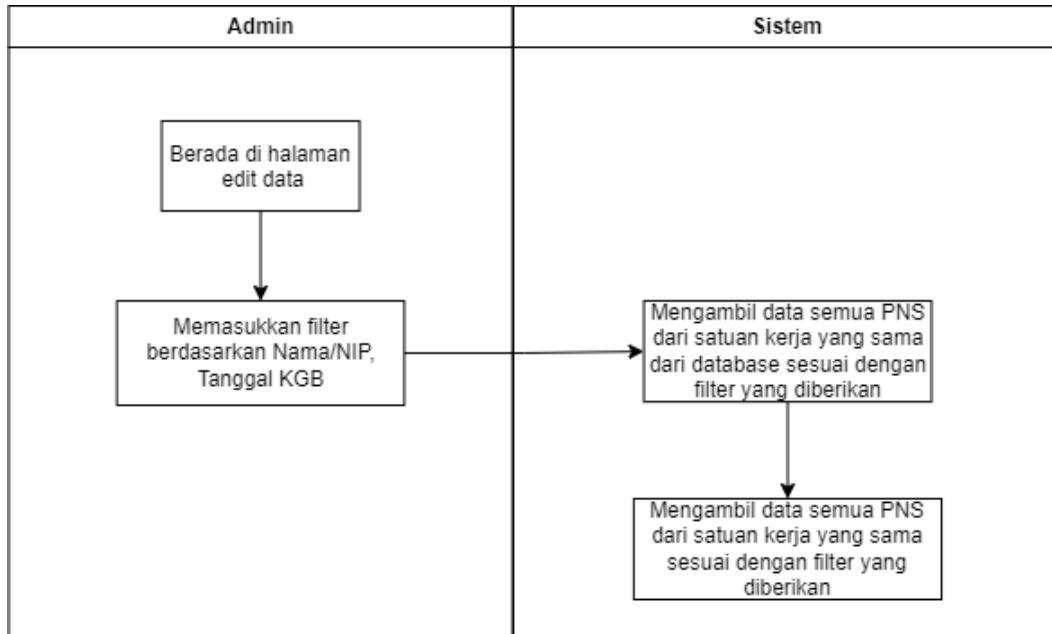 Admin
Sistem
Berada di halaman
edit data
Memasukkan filter
berdasarkan Nama/NIP,
Tanggal KGB
Mengambil data semua PNS
dari satuan kerja yang sama
dari database sesuai dengan
filter yang diberikan
Mengambil data semua PNS
dari satuan kerja yang sama
sesuai dengan filter yang
diberikan